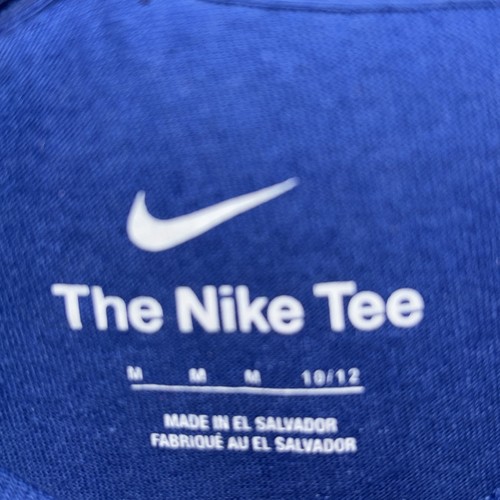 The Nike Tee
M M M 10/12
MADE IN EL SALVADOR
FABRIQUÉ AU EL SALVADOR